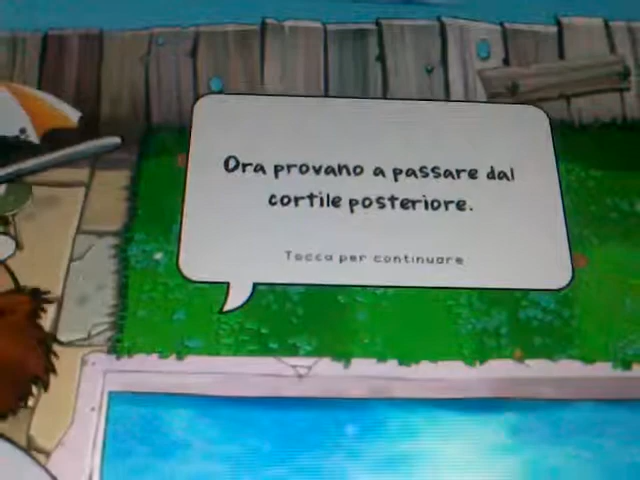 Ora provano a passare dal
cortile posteriore.
Tocca per continuare